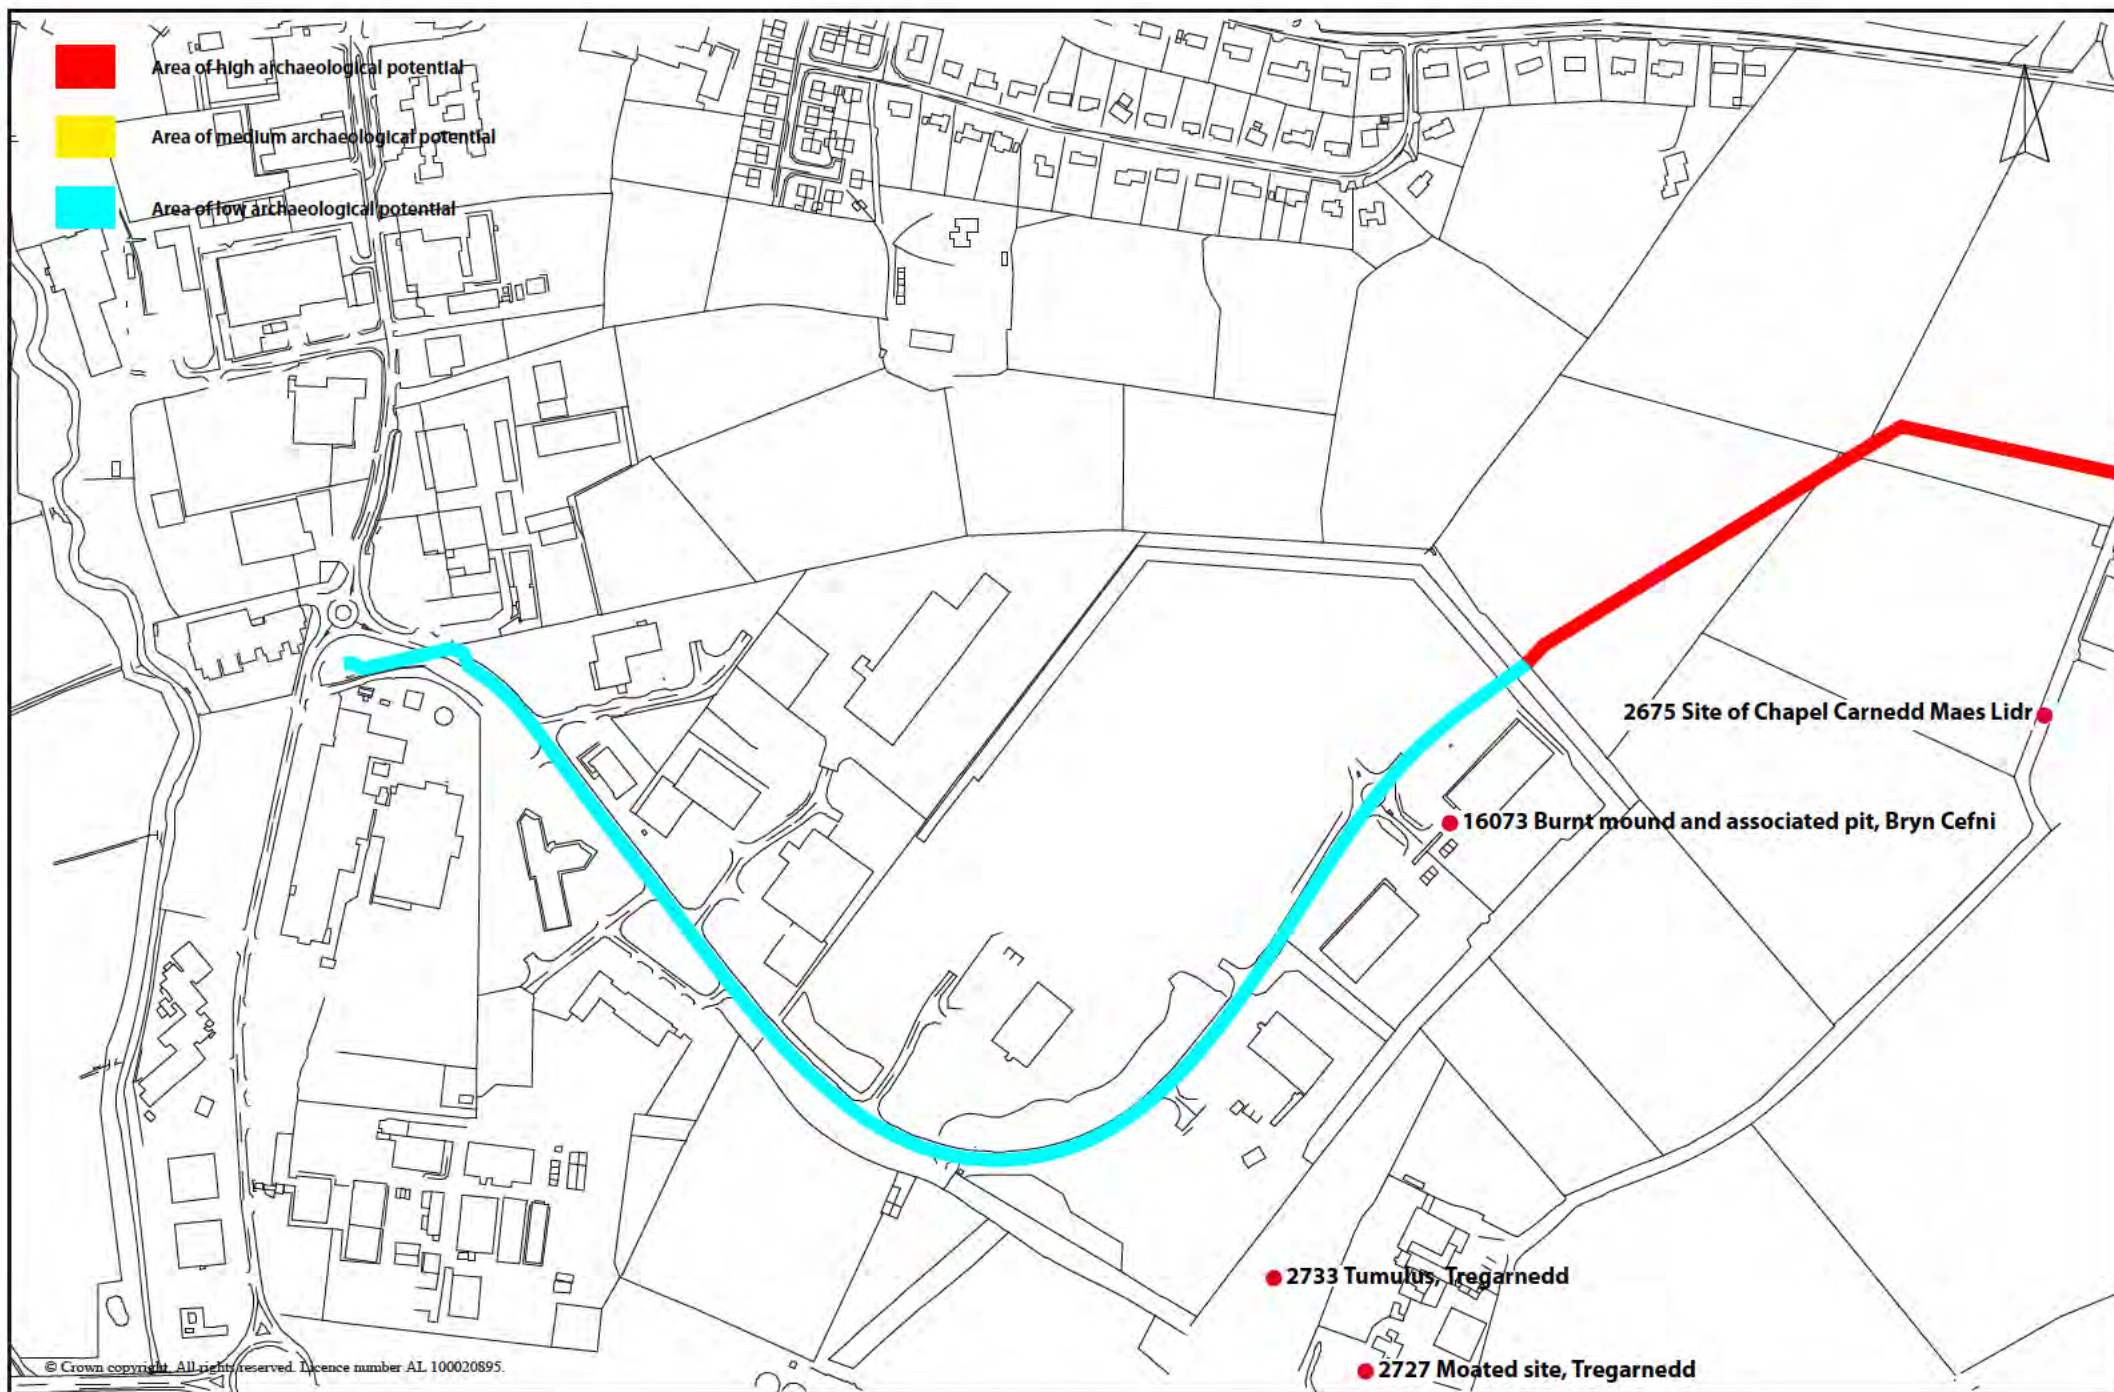 Area of high archaeological potential
Area of medium archaeological potential
Area of low archaeological potential
2675 Site of Chapel Carnedd Maes Lidr
16073 Burnt mound and associated pit, Bryn Cefni
2733 Tumulus, Tregarnedd
2727 Moated site, Tregarnedd
© Crown copyright. All rights reserved. Licence number AL 100020895.